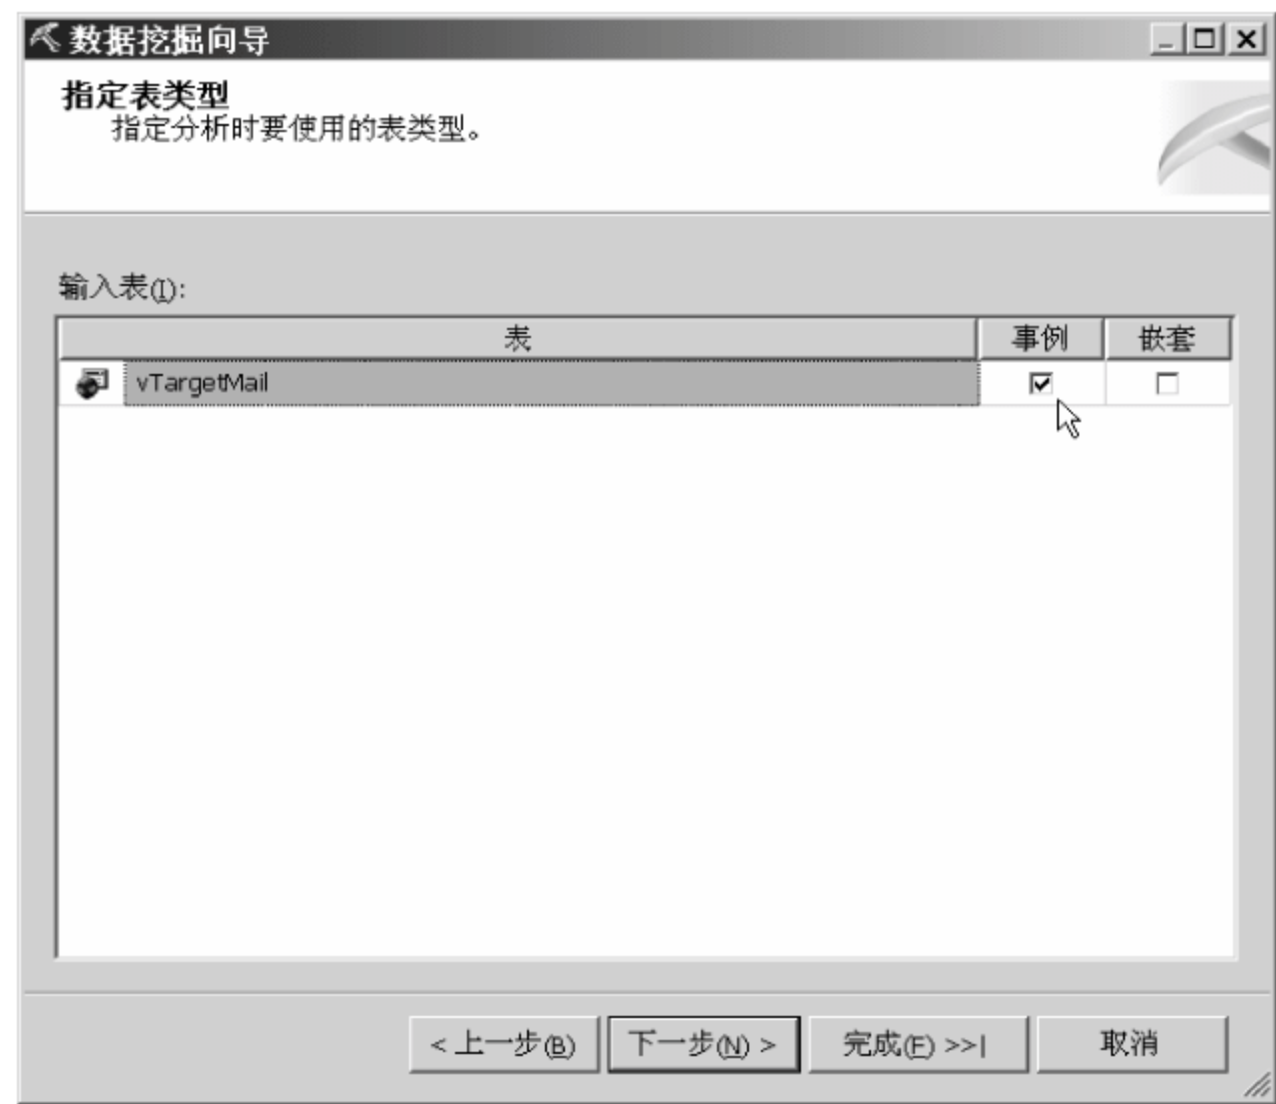 数据挖掘向导
指定表类型
指定分析时要使用的表类型。
输入表(I):
表 事例 嵌套
vTargetMail
< 上一步(B) 下一步(N) > 完成(F) >>| 取消